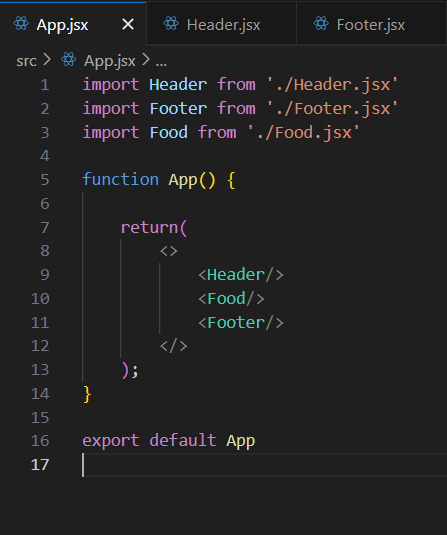 App.jsx × Header.jsx Footer.jsx
src > App.jsx > ...
1 import Header from './Header.jsx'
2 import Footer from './Footer.jsx'
3 import Food from './Food.jsx'
4
5 function App() {
6
7 return(
8 <>
9 <Header/>
10 <Food/>
11 <Footer/>
12 </>
13 );
14 }
15
16 export default App
17